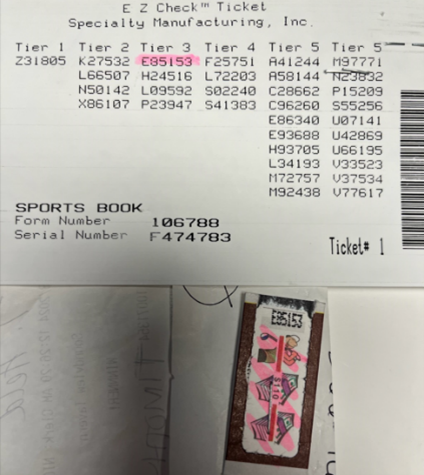 E Z Check™ Ticket
Specialty Manufacturing, Inc.
Tier 1 Tier 2 Tier 3 Tier 4 Tier 5 Tier 5
Z31805 K27532 E85153 F25751 A41244 M97771
L66507 H24516 L72203 A58144 N23832
N50142 L09592 S02240 C28662 P15209
X86107 P23947 S41383 C96260 S55256
E86340 U07141
E93688 U42869
H93705 U66195
L34193 V33523
M72757 V37534
M92438 V77617
SPORTS BOOK
Form Number 106788
Serial Number F474783
Ticket# 1
E85153